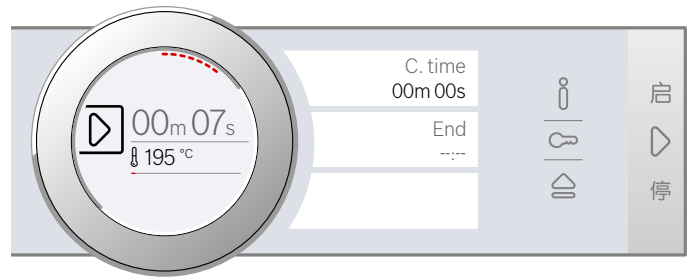 00m 07s
195 °C
C. time
00m 00s
End
--:--
启
停